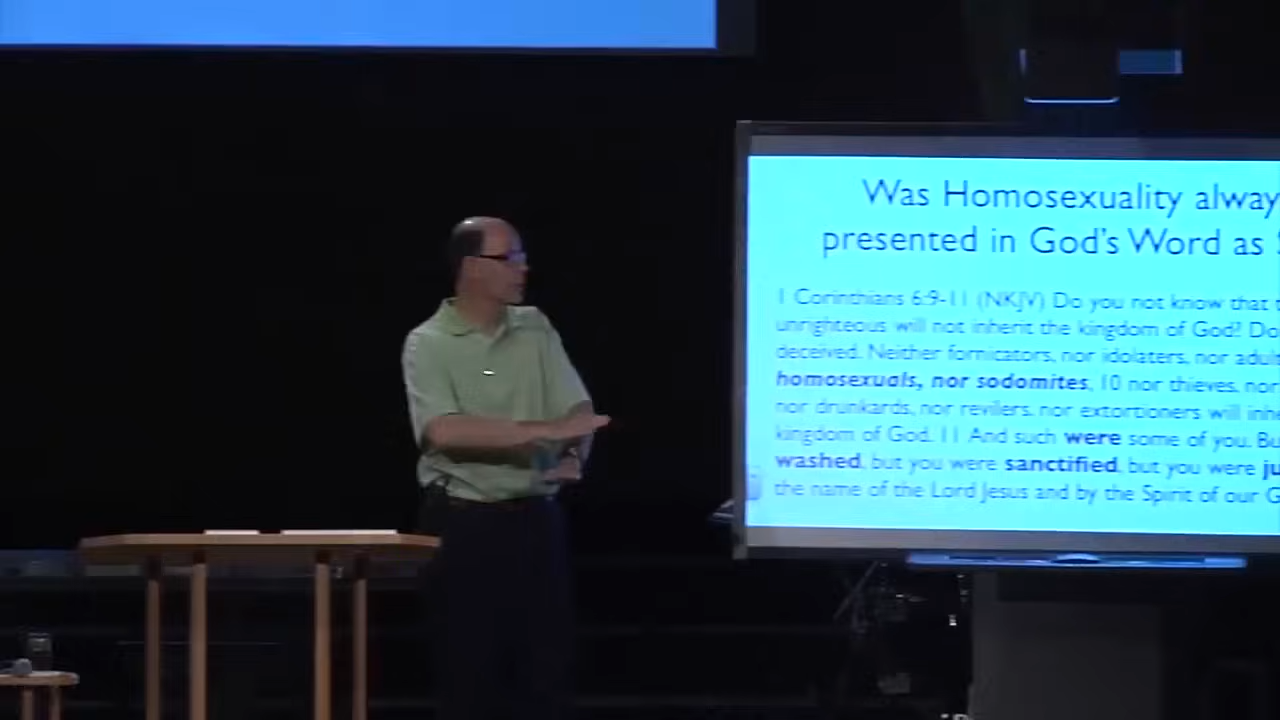 Was Homosexuality alway
presented in God's Word as
1 Corinthians 6:9-11 (NKJV) Do you not know that
unrighteous will not inherit the kingdom of God? Do
deceived. Neither fornicators, nor idolaters, nor adul
homosexuals, nor sodomites, 10 nor thieves, nor
nor drunkards, nor revilers, nor extortioners will inh
kingdom of God. 11 And such were some of you. Bu
washed, but you were sanctified, but you were ju
the name of the Lord Jesus and by the Spirit of our G